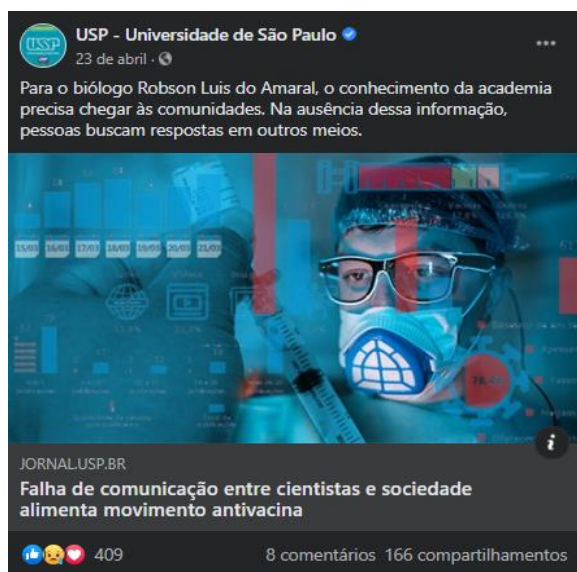 USP
USP - Universidade de São Paulo
23 de abril ·
Para o biólogo Robson Luis do Amaral, o conhecimento da academia
precisa chegar às comunidades. Na ausência dessa informação,
pessoas buscam respostas em outros meios.
15/03 16/03 17/03 18/03 19/03 20/03 21/03
JORNAL.USP.BR
Falha de comunicação entre cientistas e sociedade
alimenta movimento antivacina
409
8 comentários 166 compartilhamentos